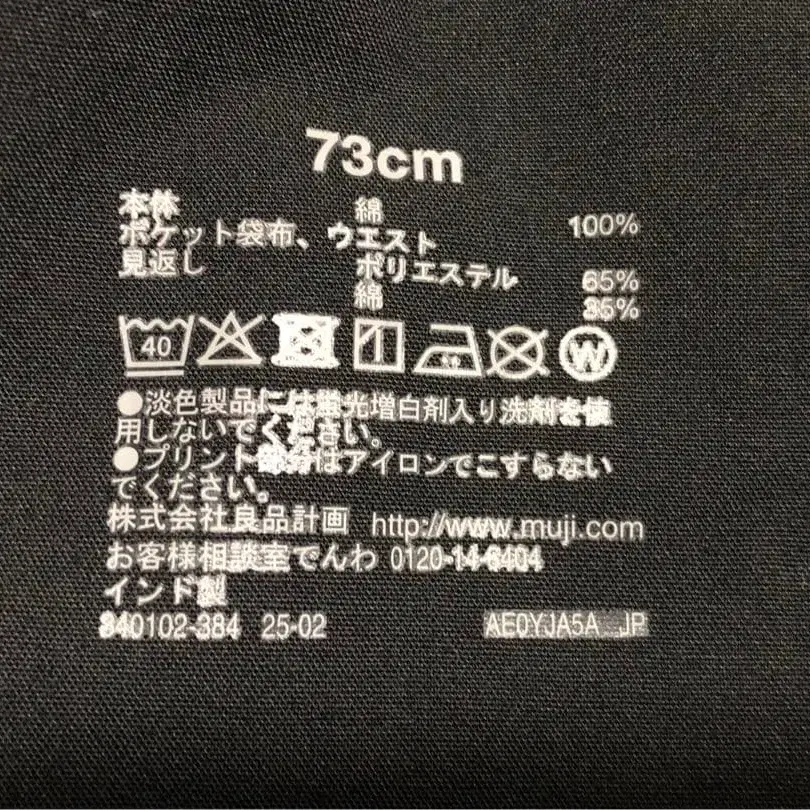 73cm
本体 綿 100%
ポケット袋布、ウエスト
見返し ポリエステル 65%
綿 35%
40
W
●淡色製品には蛍光増白剤入り洗剤を使
用しないでください。
●プリント部分はアイロンでこすらない
でください。
株式会社良品計画 http://www.muji.com
お客様相談室でんわ 0120-14-6404
インド製
840102-384 25-02
AE0YJA5A JP